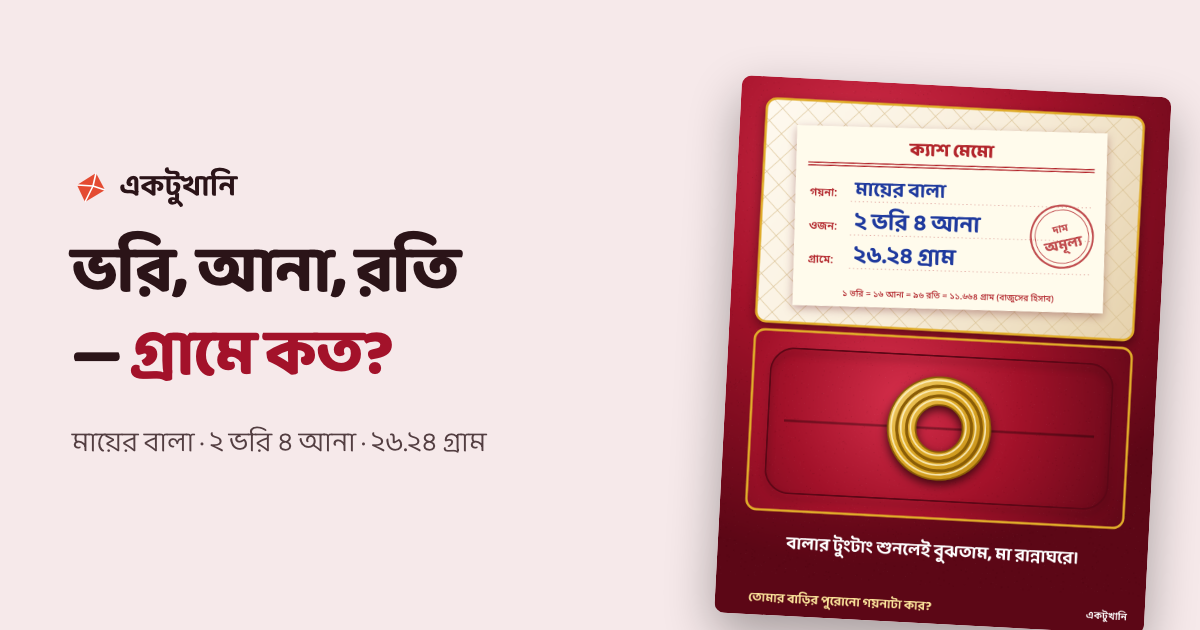 একটুখানি
ভরি, আনা, রতি
— গ্রামে কত?
মায়ের বালা · ২ ভরি ৪ আনা · ২৬.২৪ গ্রাম
ক্যাশ মেমো
গয়না: মায়ের বালা
ওজন: ২ ভরি ৪ আনা
গ্রামে: ২৬.২৪ গ্রাম
দাম
অমূল্য
১ ভরি = ১৬ আনা = ৯৬ রতি = ১১.৬৬৪ গ্রাম (বাজুসের হিসাব)
বালার টুংটাং শুনলেই বুঝতাম, মা রান্নাঘরে।
তোমার বাড়ির পুরোনো গয়নাটা কার?
একটুখানি